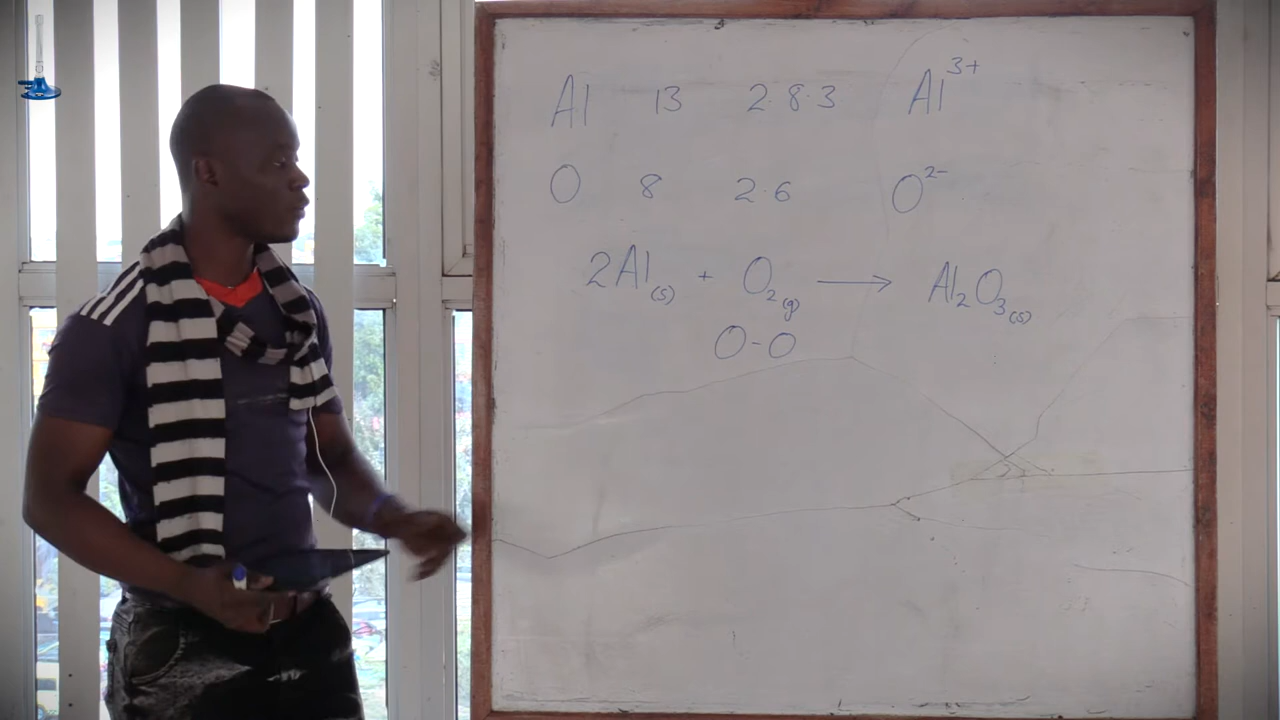 Al 13 2.8.3 Al³⁺
O 8 2.6 O²⁻
2Al(s) + O₂(g) → Al₂O₃(s)
O-O